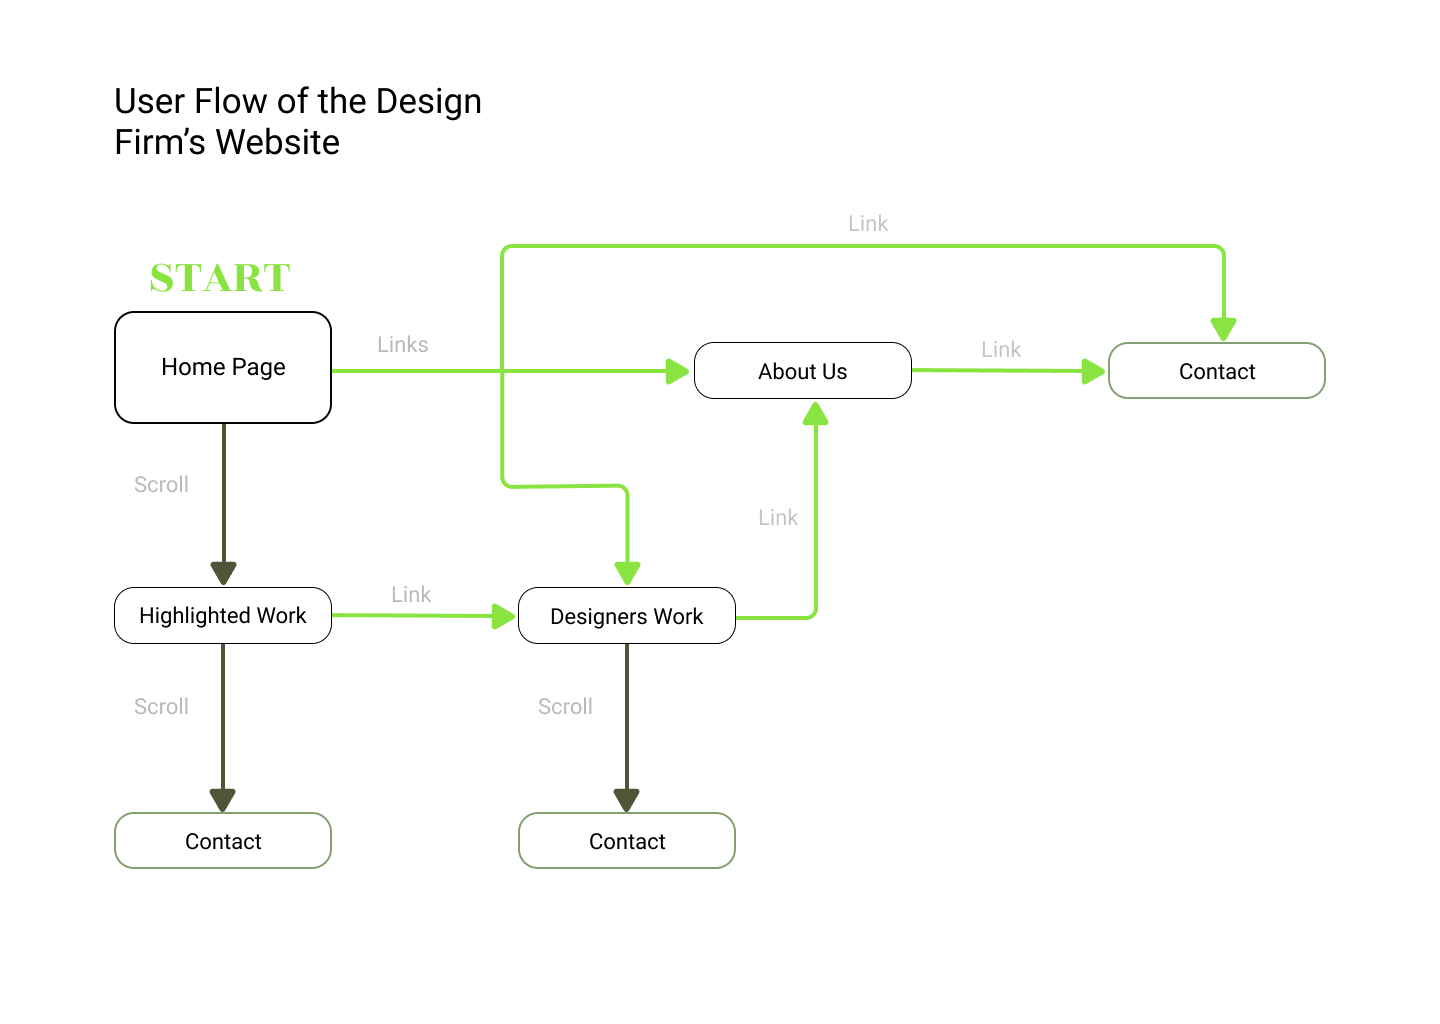 User Flow of the Design
Firm’s Website
Link
START
Home Page
Links
About Us
Link
Contact
Scroll
Link
Highlighted Work
Link
Designers Work
Scroll
Scroll
Contact
Contact